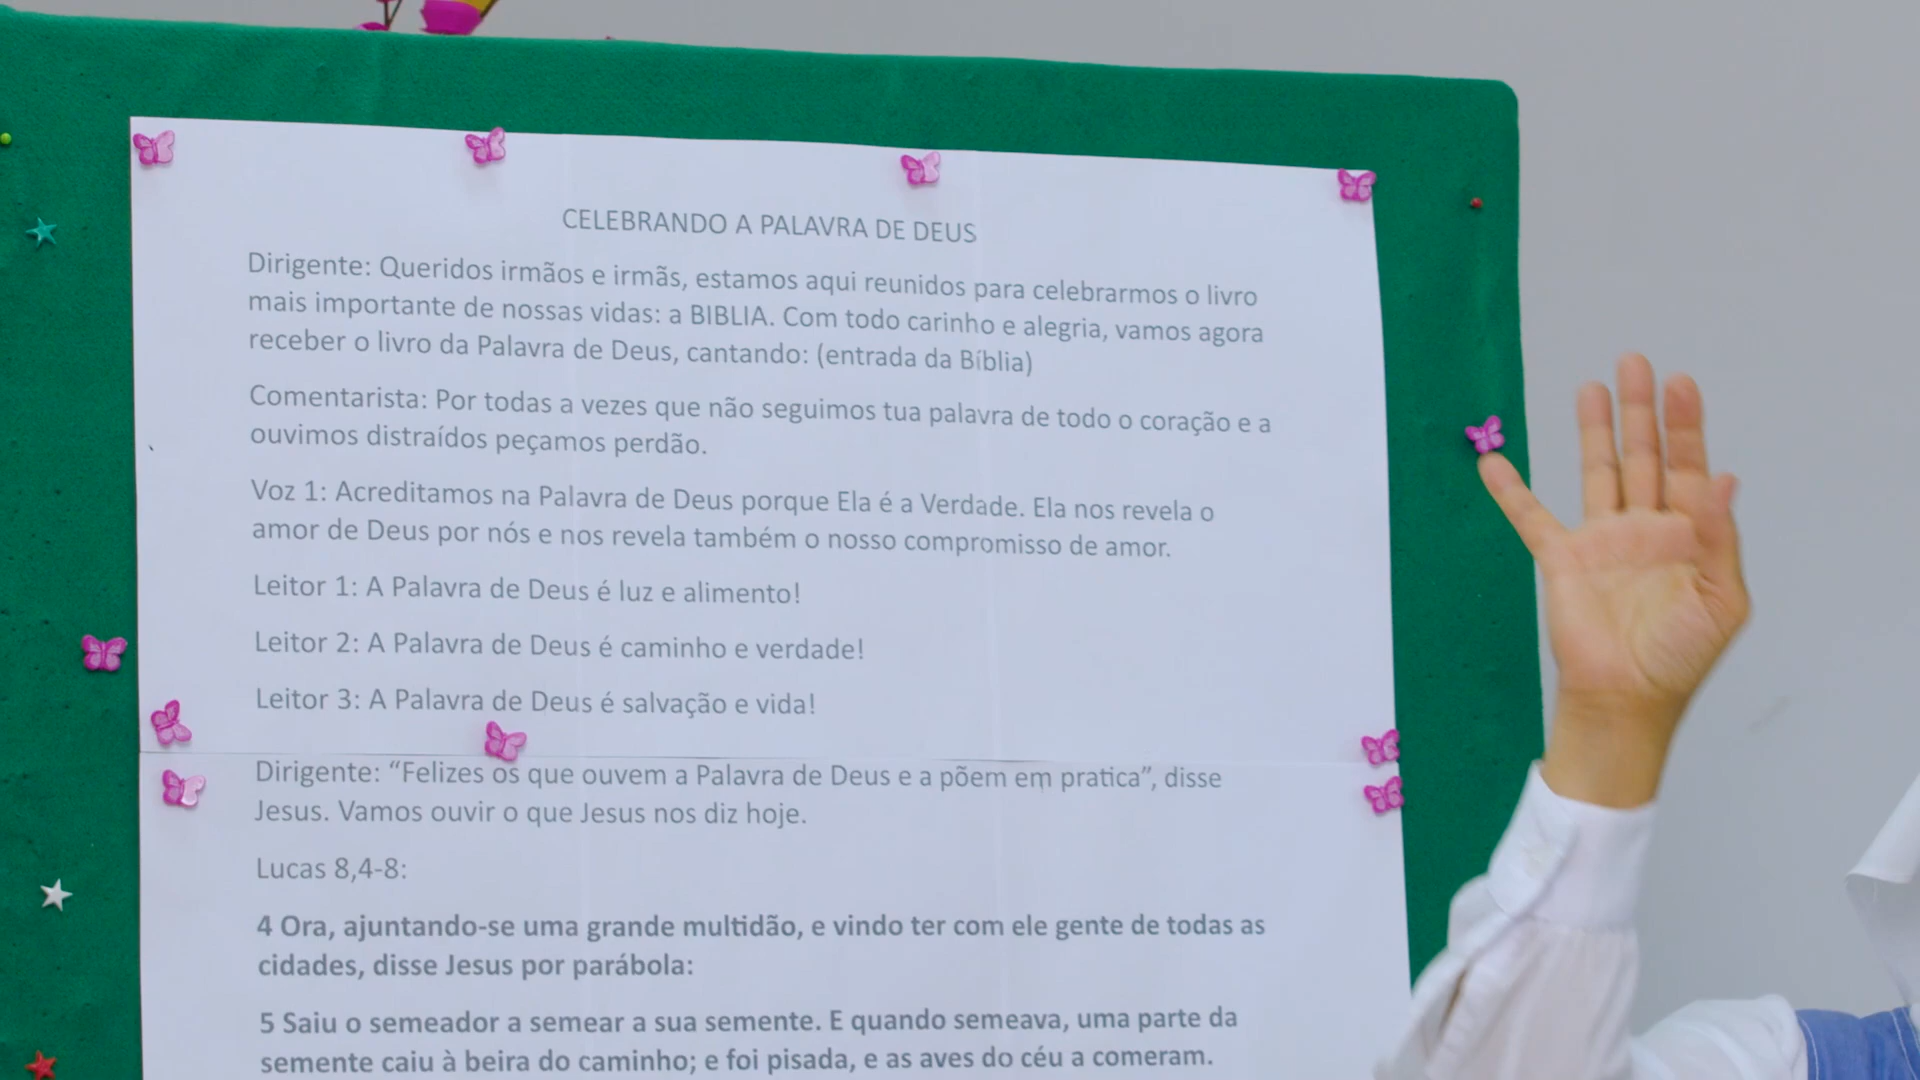 CELEBRANDO A PALAVRA DE DEUS
Dirigente: Queridos irmãos e irmãs, estamos aqui reunidos para celebrarmos o livro
mais importante de nossas vidas: a BIBLIA. Com todo carinho e alegria, vamos agora
receber o livro da Palavra de Deus, cantando: (entrada da Bíblia)
Comentarista: Por todas a vezes que não seguimos tua palavra de todo o coração e a
ouvimos distraídos peçamos perdão.
Voz 1: Acreditamos na Palavra de Deus porque Ela é a Verdade. Ela nos revela o
amor de Deus por nós e nos revela também o nosso compromisso de amor.
Leitor 1: A Palavra de Deus é luz e alimento!
Leitor 2: A Palavra de Deus é caminho e verdade!
Leitor 3: A Palavra de Deus é salvação e vida!
Dirigente: “Felizes os que ouvem a Palavra de Deus e a põem em pratica”, disse
Jesus. Vamos ouvir o que Jesus nos diz hoje.
Lucas 8,4-8:
4 Ora, ajuntando-se uma grande multidão, e vindo ter com ele gente de todas as
cidades, disse Jesus por parábola:
5 Saiu o semeador a semear a sua semente. E quando semeava, uma parte da
semente caiu à beira do caminho; e foi pisada, e as aves do céu a comeram.